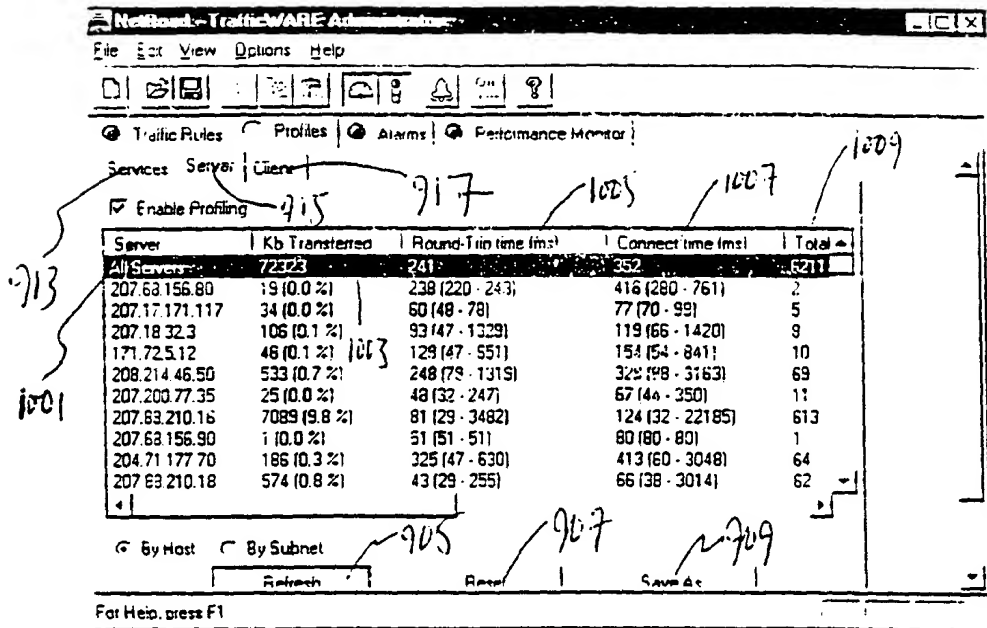 NetRoad - TrafficWARE Administrator
File Edit View Options Help
Traffic Rules Profiles Alarms Performance Monitor
1009
Services Server Client
917 1005 1007
Enable Profiling 915
Server Kb Transferred Round-Trip time (ms) Connect time (ms) Total
All Servers 72323 241 352 6211
913
207.63.156.80 19 (0.0 %) 238 (220 - 243) 416 (280 - 761) 2
207.17.171.117 34 (0.0 %) 60 (48 - 78) 77 (70 - 99) 5
207.18.32.3 106 (0.1 %) 93 (47 - 1329) 119 (66 - 1420) 9
1003
171.72.5.12 46 (0.1 %) 129 (47 - 551) 154 (54 - 841) 10
1001
208.214.46.50 533 (0.7 %) 248 (79 - 1319) 329 (98 - 3163) 69
207.200.77.35 25 (0.0 %) 48 (32 - 247) 67 (44 - 350) 11
207.63.210.16 7089 (9.8 %) 81 (29 - 3482) 124 (32 - 22185) 613
207.63.156.90 1 (0.0 %) 51 (51 - 51) 80 (80 - 80) 1
204.71.177.70 186 (0.3 %) 325 (47 - 630) 413 (60 - 3048) 64
207.63.210.18 574 (0.8 %) 43 (29 - 255) 66 (38 - 3014) 62
By Host By Subnet 905 907 909
Refresh Reset Save As
For Help, press F1